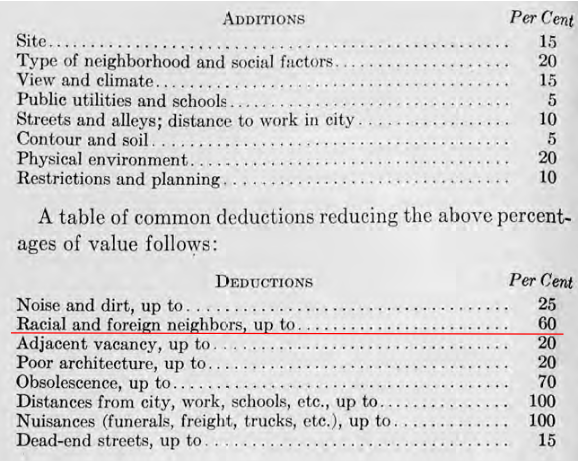 ADDITIONS Per Cent
Site 15
Type of neighborhood and social factors 20
View and climate 15
Public utilities and schools 5
Streets and alleys; distance to work in city 10
Contour and soil 5
Physical environment 20
Restrictions and planning 10
A table of common deductions reducing the above percent-
ages of value follows:
DEDUCTIONS Per Cent
Noise and dirt, up to 25
Racial and foreign neighbors, up to 60
Adjacent vacancy, up to 20
Poor architecture, up to 20
Obsolescence, up to 70
Distances from city, work, schools, etc., up to 100
Nuisances (funerals, freight, trucks, etc.), up to 100
Dead-end streets, up to 15